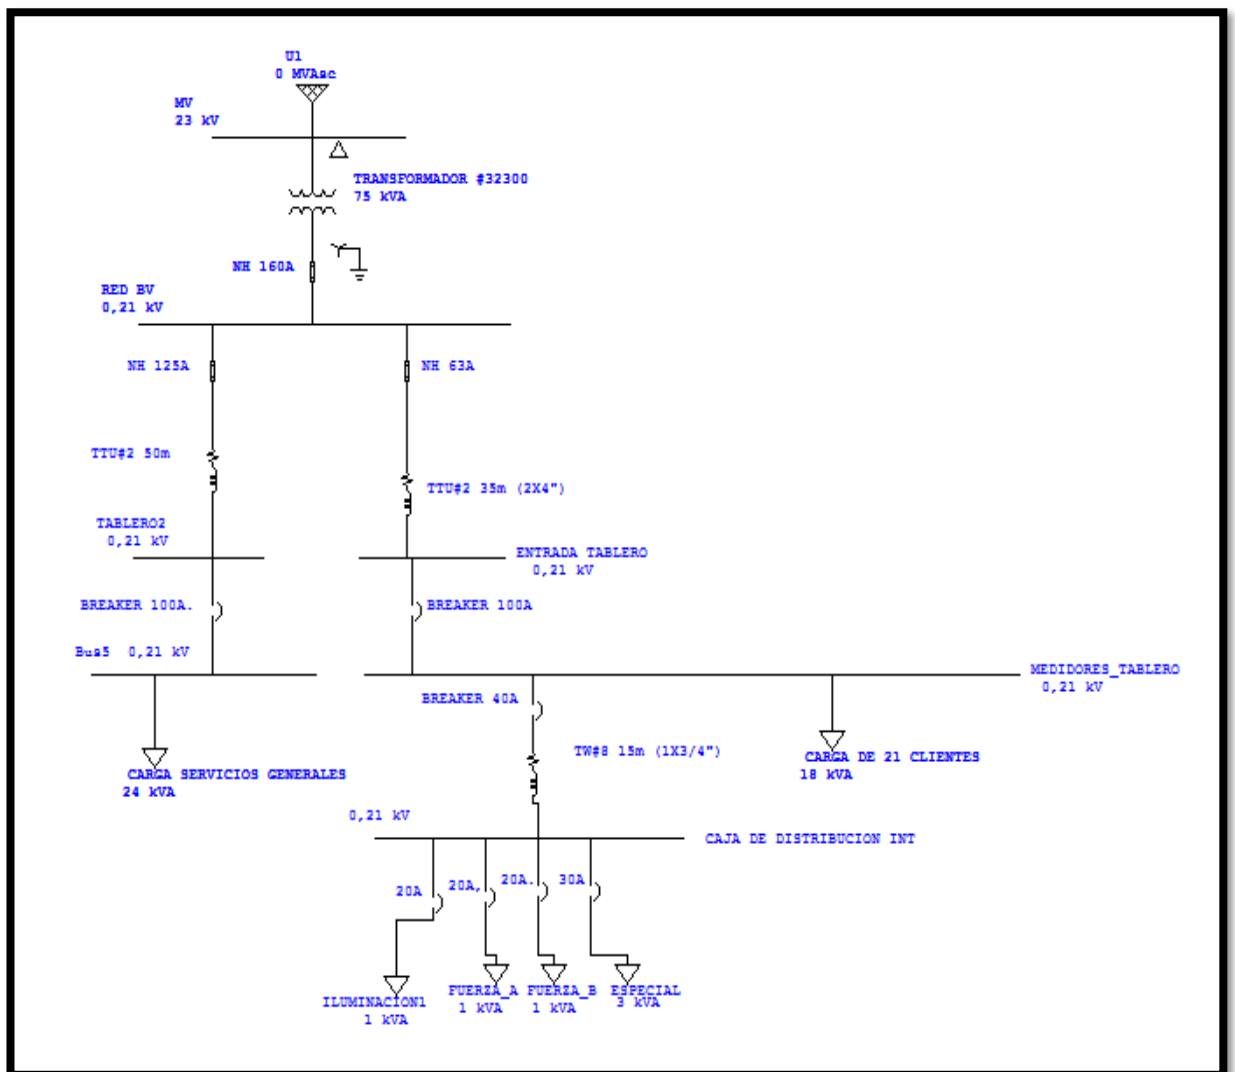 U1
0 MVAsc
MV
23 kV
TRANSFORMADOR #32300
75 kVA
NH 160A
RED BV
0,21 kV
NH 125A
NH 63A
TTU#2 50m
TTU#2 35m (2X4")
TABLERO2
0,21 kV
ENTRADA TABLERO
0,21 kV
BREAKER 100A.
BREAKER 100A
Bus5 0,21 kV
MEDIDORES_TABLERO
0,21 kV
BREAKER 40A
TW#8 15m (1X3/4")
CARGA DE 21 CLIENTES
18 kVA
CARGA SERVICIOS GENERALES
24 kVA
0,21 kV
CAJA DE DISTRIBUCION INT
20A
20A,
20A.
30A
ILUMINACION1
1 kVA
FUERZA_A
1 kVA
FUERZA_B
1 kVA
ESPECIAL
3 kVA